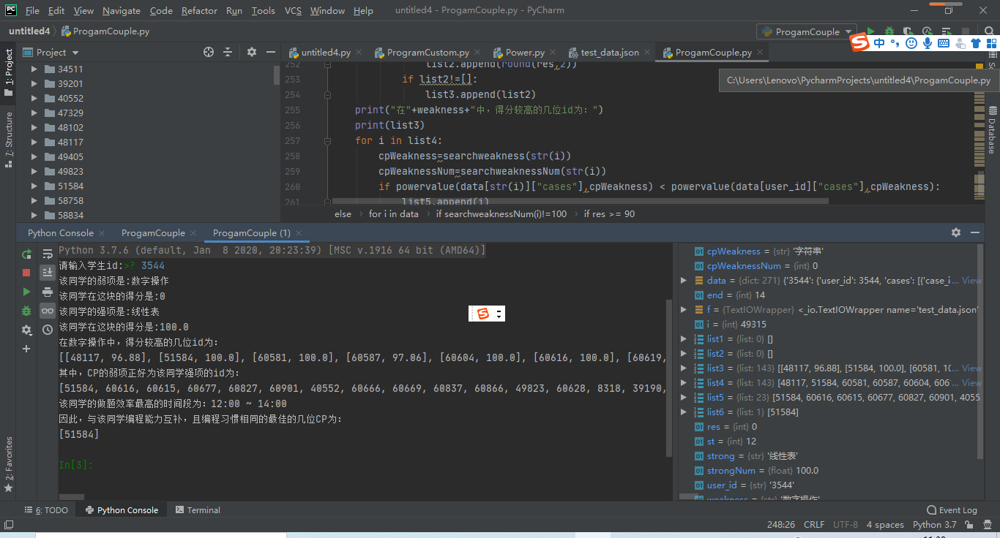 File Edit View Navigate Code Refactor Run Tools VCS Window Help untitled4 - ProgamCouple.py - PyCharm
untitled4 ProgamCouple.py ProgamCouple
中
1: Project
Project
untitled4.py ProgramCustom.py Power.py test_data.json ProgamCouple.py
C:\Users\Lenovo\PycharmProjects\untitled4\ProgamCouple.py
34511
39201
40552
47329
48102
48117
49405
49823
51584
58758
58834
7: Structure
Database
252 list2.append(round(res,2))
253 if list2!=[]:
254 list3.append(list2)
255 print("在"+weakness+"中，得分较高的几位id为：")
256 print(list3)
257 for i in list4:
258 cpWeakness=searchweakness(str(i))
259 cpWeaknessNum=searchweaknessNum(str(i))
260 if powervalue(data[str(i)]["cases"],cpWeakness) < powervalue(data[user_id]["cases"],cpWeakness):
261 list5.append(i)
else for i in data if searchweaknessNum(i)!=100 if res >= 90
Python Console ProgamCouple ProgamCouple (1)
Python 3.7.6 (default, Jan  8 2020, 20:23:39) [MSC v.1916 64 bit (AMD64)]
请输入学生id:>? 3544
该同学的弱项是:数字操作
该同学在这块的得分是:0
该同学的强项是:线性表
该同学在这块的得分是:100.0
在数字操作中，得分较高的几位id为：
[[48117, 96.88], [51584, 100.0], [60581, 100.0], [60587, 97.06], [60604, 100.0], [60616, 100.0], [60619,
其中，CP的弱项正好为该同学强项的id为：
[51584, 60616, 60615, 60677, 60827, 60901, 40552, 60666, 60669, 60837, 60866, 49823, 60628, 8318, 39190,
该同学的做题效率最高的时间段为：12:00 ~ 14:00
因此，与该同学编程能力互补，且编程习惯相同的最佳的几位CP为：
[51584]
In[3]:
cpWeakness = {str} '字符串'
cpWeaknessNum = {int} 0
data = {dict: 271} {'3544': {'user_id': 3544, 'cases': [{'case_i... View
end = {int} 14
f = {TextIOWrapper} <_io.TextIOWrapper name='test_data.json'
i = {int} 49315
list1 = {list: 0} []
list2 = {list: 0} []
list3 = {list: 143} [[48117, 96.88], [51584, 100.0], [60581, 10... View
list4 = {list: 143} [48117, 51584, 60581, 60587, 60604, 606... View
list5 = {list: 23} [51584, 60616, 60615, 60677, 60827, 60901, 4055
list6 = {list: 1} [51584]
res = {int} 0
st = {int} 12
strong = {str} '线性表'
strongNum = {float} 100.0
user_id = {str} '3544'
weakness = {str} '数字操作'
2: Favorites
6: TODO Python Console Terminal Event Log
248:26 CRLF UTF-8 4 spaces Python 3.7